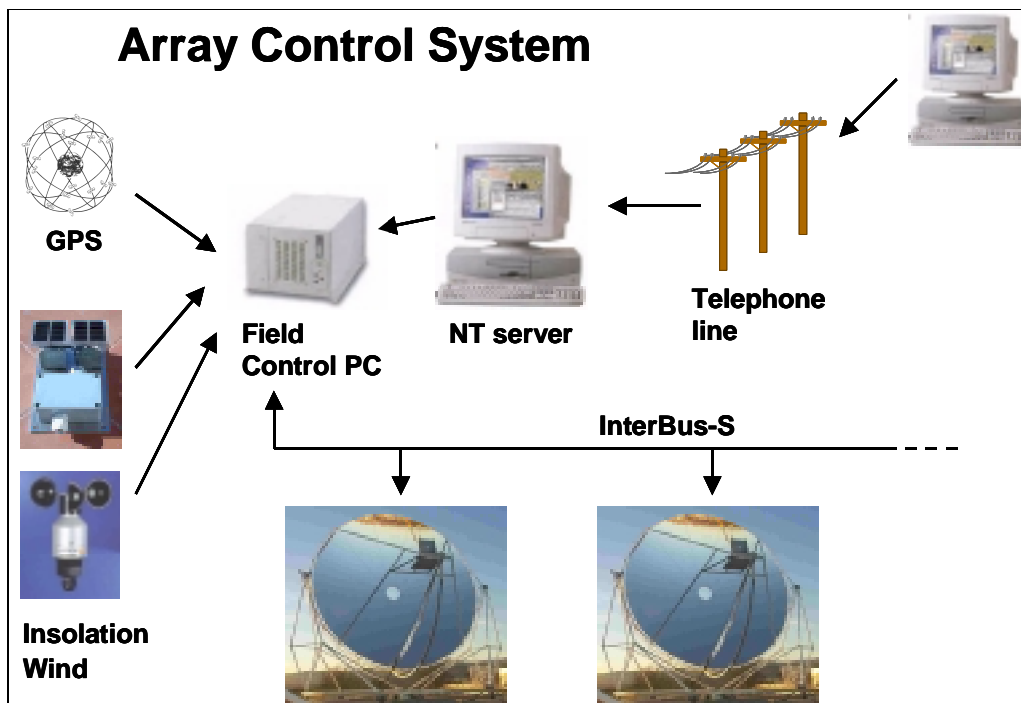 Array Control System
GPS
Field
Control PC
NT server
Telephone
line
InterBus-S
Insolation
Wind